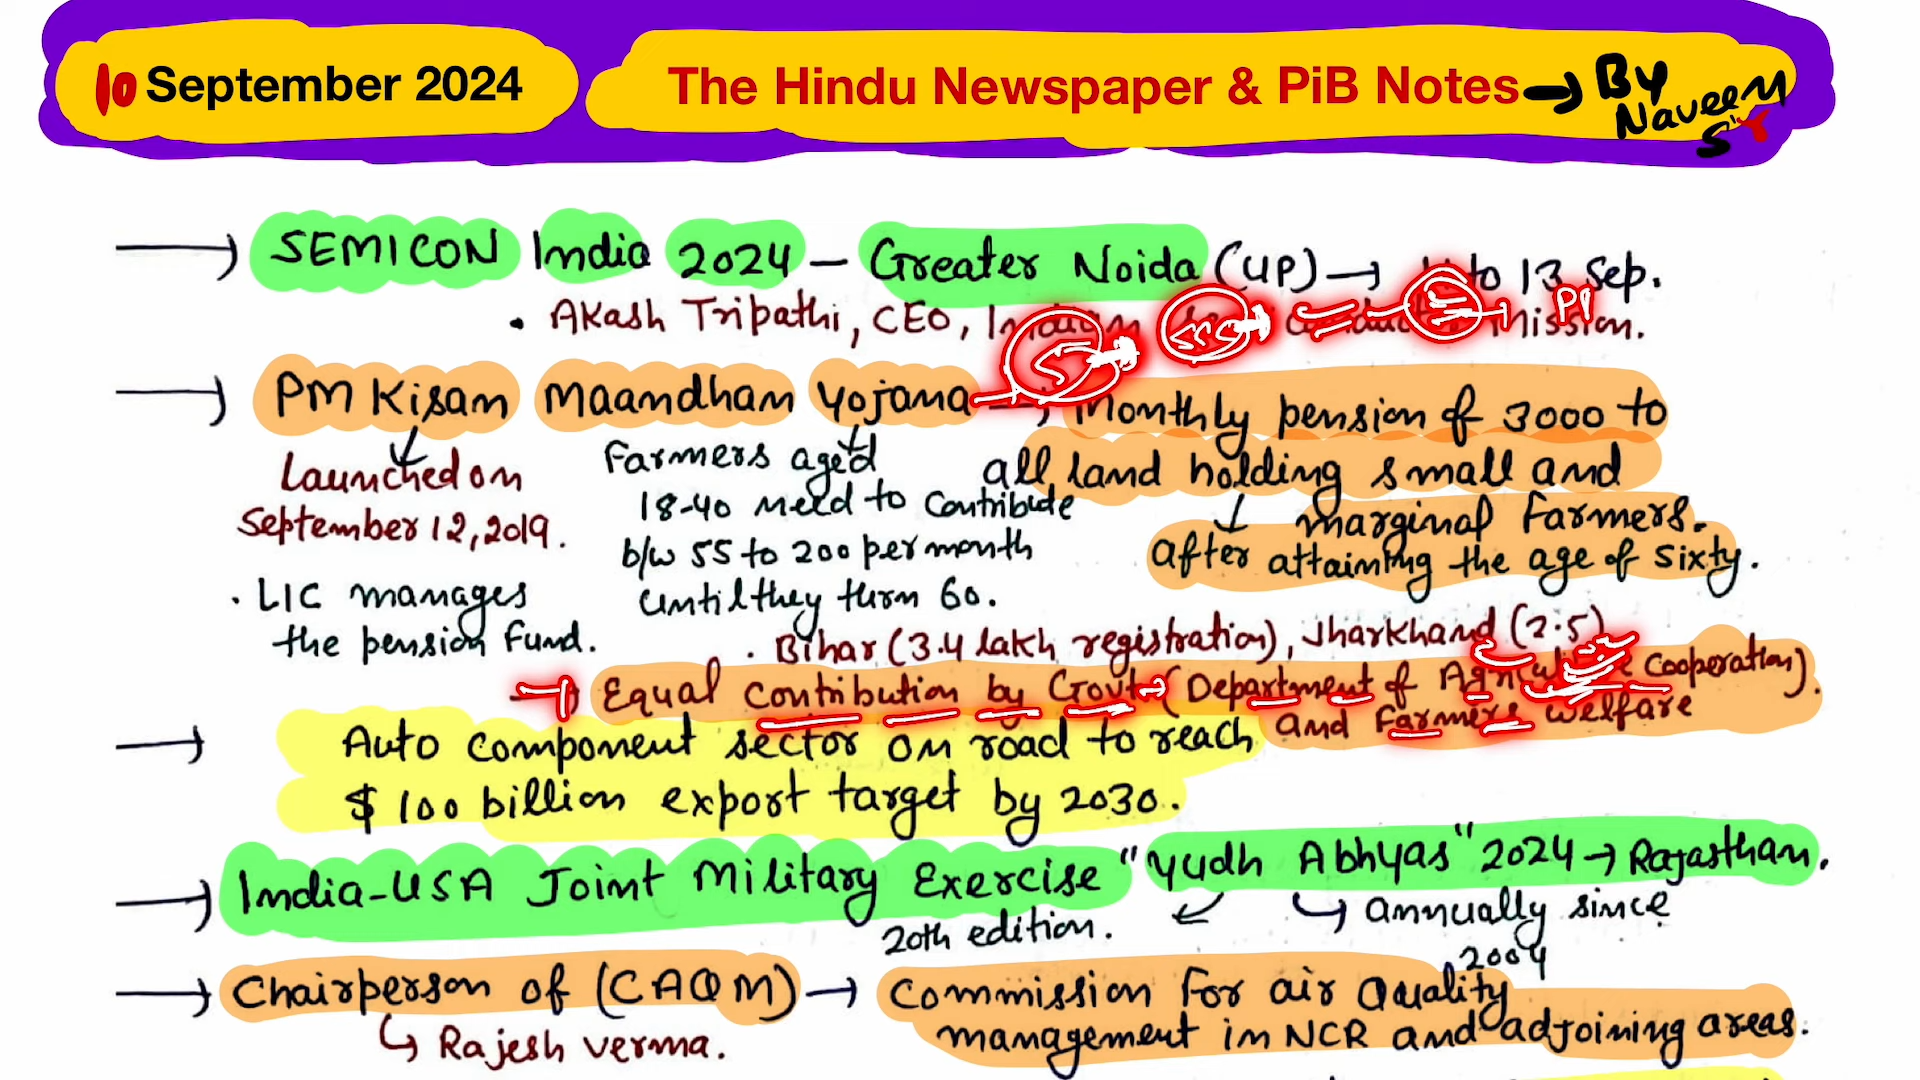 10 September 2024
The Hindu Newspaper & PiB Notes → By Naveen Sir
→ SEMICON India 2024 – Greater Noida (UP) → to 13 Sep.
• Akash Tripathi, CEO, Indian Mission.
→ PM Kisan Maandhan Yojana → Monthly pension of 3000 to
all land holding small and
marginal farmers.
after attaining the age of sixty.
Launched on
September 12, 2019.
• LIC manages
the pension fund.
Farmers aged
18-40 need to contribute
b/w 55 to 200 per month
until they turn 60.
• Bihar (3.4 lakh registration), Jharkhand (2.5)
→ Equal contribution by Govt (Department of Cooperation).
and Farmers welfare
→ Auto component sector on road to reach
$ 100 billion export target by 2030.
→ India-USA Joint Military Exercise "Yudh Abhyas" 2024 → Rajasthan.
20th edition.
↳ annually since
2004
→ Chairperson of (CAQM) → Commission for air Quality
management in NCR and adjoining areas.
↳ Rajesh verma.